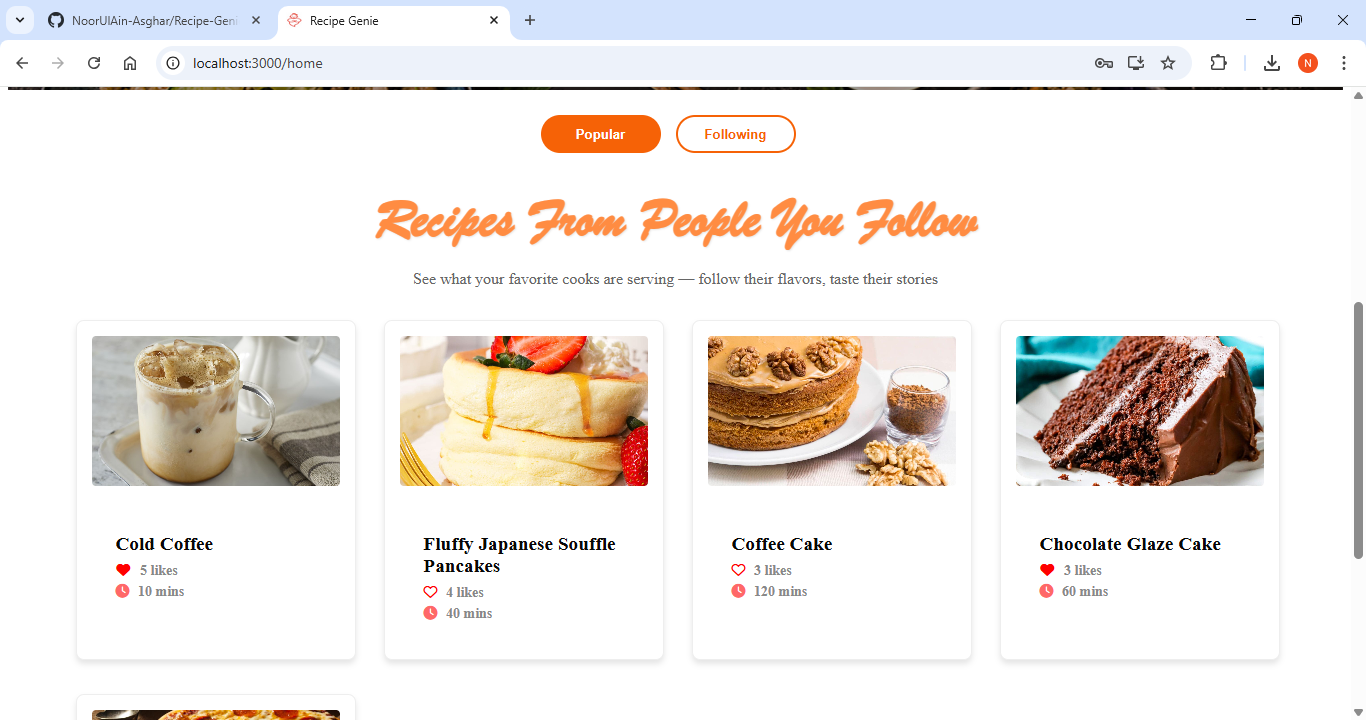 NoorUlAin-Asghar/Recipe-Geni
Recipe Genie
localhost:3000/home
N
Popular
Following
Recipes From People You Follow
See what your favorite cooks are serving — follow their flavors, taste their stories
Cold Coffee
5 likes
10 mins
Fluffy Japanese Souffle
Pancakes
4 likes
40 mins
Coffee Cake
3 likes
120 mins
Chocolate Glaze Cake
3 likes
60 mins